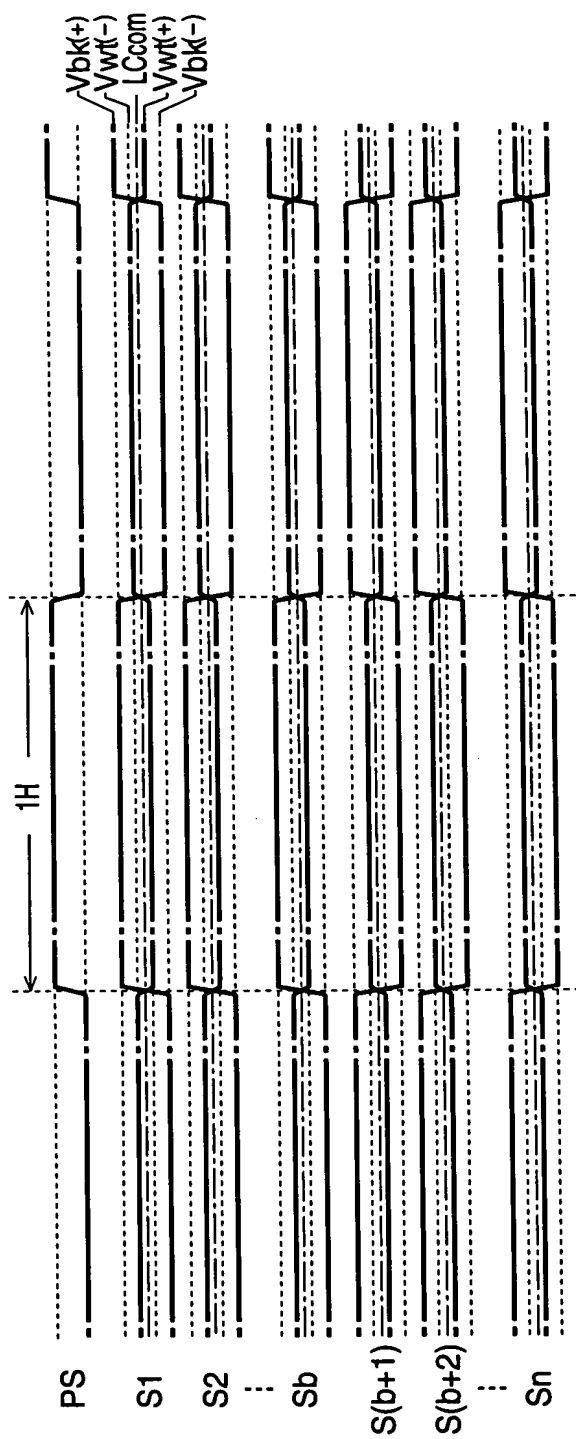 1H
Vbk(+)
Vwt(-)
LCcom
Vwt(+)
Vbk(-)
PS
S1
S2
Sb
S(b+1)
S(b+2)
Sn